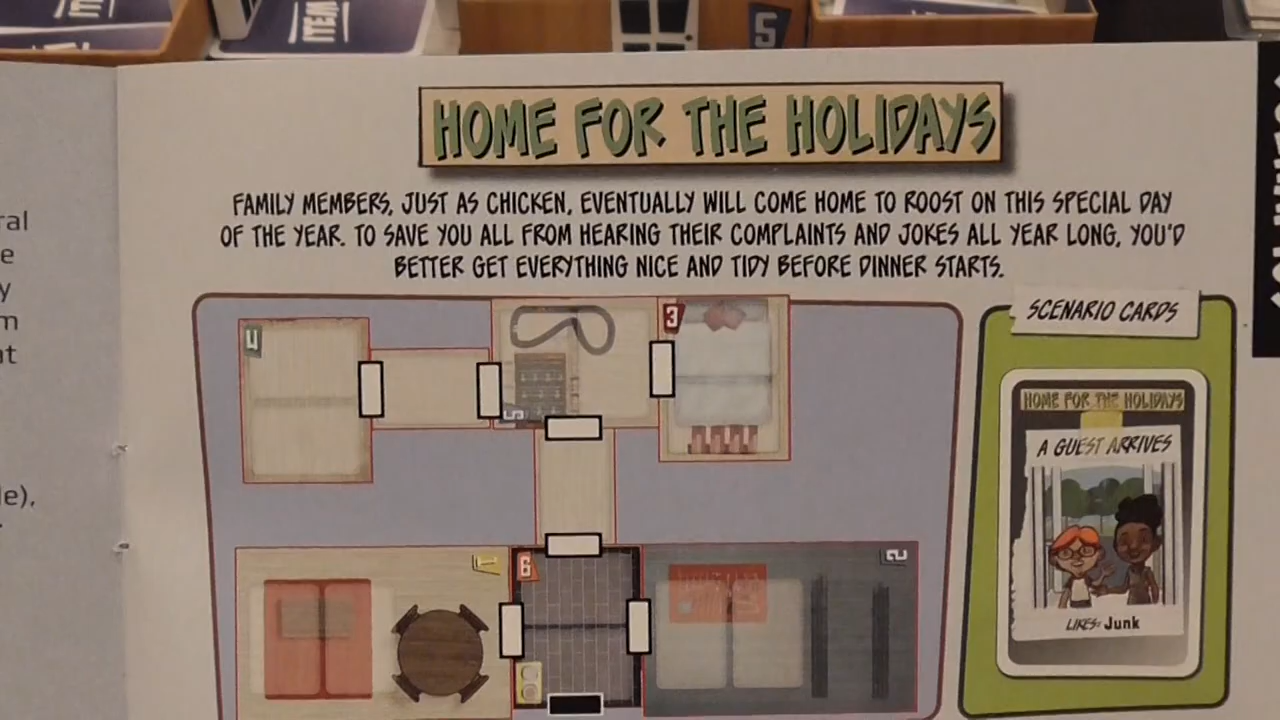 ITEM
5
HOME FOR THE HOLIDAYS
FAMILY MEMBERS, JUST AS CHICKEN, EVENTUALLY WILL COME HOME TO ROOST ON THIS SPECIAL DAY
OF THE YEAR. TO SAVE YOU ALL FROM HEARING THEIR COMPLAINTS AND JOKES ALL YEAR LONG, YOU'D
BETTER GET EVERYTHING NICE AND TIDY BEFORE DINNER STARTS.
4
5
3
1
6
2
SCENARIO CARDS
HOME FOR THE HOLIDAYS
A GUEST ARRIVES
LIKES: Junk